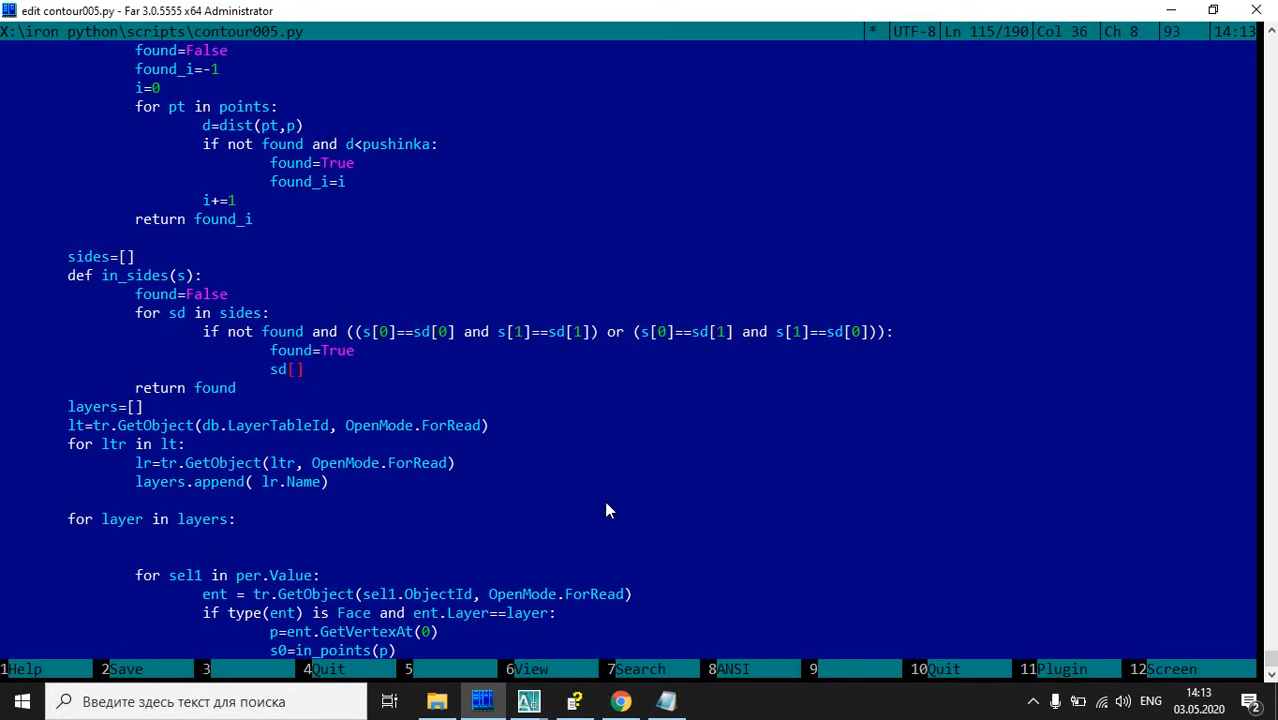 edit contour005.py - Far 3.0.5555 x64 Administrator
X:\iron python\scripts\contour005.py * UTF-8 Ln 115/190 Col 36 Ch 8 93 14:13
found=False
found_i=-1
i=0
for pt in points:
d=dist(pt,p)
if not found and d<pushinka:
found=True
found_i=i
i+=1
return found_i
sides=[]
def in_sides(s):
found=False
for sd in sides:
if not found and ((s[0]==sd[0] and s[1]==sd[1]) or (s[0]==sd[1] and s[1]==sd[0])):
found=True
sd[]
return found
layers=[]
lt=tr.GetObject(db.LayerTableId, OpenMode.ForRead)
for ltr in lt:
lr=tr.GetObject(ltr, OpenMode.ForRead)
layers.append( lr.Name)
for layer in layers:
for sel1 in per.Value:
ent = tr.GetObject(sel1.ObjectId, OpenMode.ForRead)
if type(ent) is Face and ent.Layer==layer:
p=ent.GetVertexAt(0)
s0=in_points(p)
1Help 2Save 3 4Quit 5 6View 7Search 8ANSI 9 10Quit 11Plugin 12Screen
Введите здесь текст для поиска
ENG
14:13
03.05.2020
2